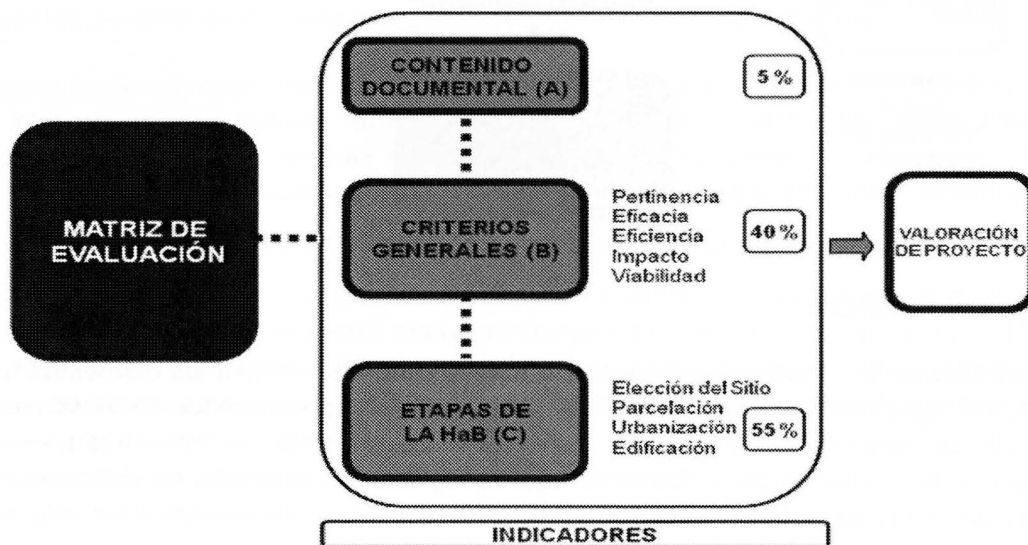 MATRIZ DE
EVALUACIÓN
CONTENIDO
DOCUMENTAL (A)
5 %
CRITERIOS
GENERALES (B)
Pertinencia
Eficacia
Eficiencia
Impacto
Viabilidad
40 %
ETAPAS DE
LA HaB (C)
Elección del Sitio
Parcelación
Urbanización
Edificación
55 %
VALORACIÓN
DE PROYECTO
INDICADORES